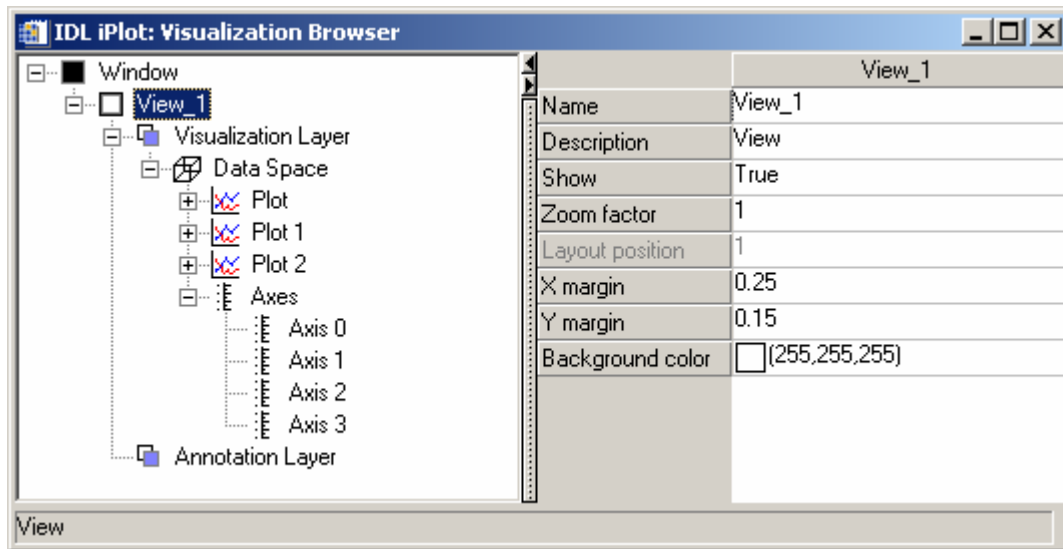 IDL iPlot: Visualization Browser
Window
View_1
Visualization Layer
Data Space
Plot
Plot 1
Plot 2
Axes
Axis 0
Axis 1
Axis 2
Axis 3
Annotation Layer
View_1
Name View_1
Description View
Show True
Zoom factor 1
Layout position 1
X margin 0.25
Y margin 0.15
Background color (255,255,255)
View